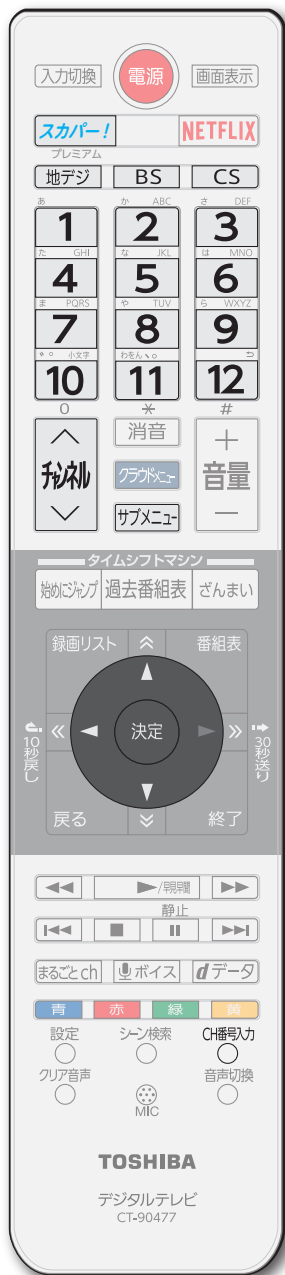 入力切換 電源 画面表示
スカパー! NETFLIX
プレミアム
地デジ BS CS
あ か ABC さ DEF
1 2 3
た GHI な JKL は MNO
4 5 6
ま PQRS や TUV ら WXYZ
7 8 9
゛゜ 小文字 わをん、。
10 11 12
0 * #
チャンネル 消音 + 音量 −
クラウドメニュー
サブメニュー
タイムシフトマシン
始めにジャンプ 過去番組表 ざんまい
録画リスト 番組表
10秒戻し 決定 30秒送り
戻る 終了
/早見早聞
静止
まるごとch ボイス dデータ
青 赤 緑 黄
設定 シーン検索 CH番号入力
クリア音声 音声切換
MIC
TOSHIBA
デジタルテレビ
CT-90477